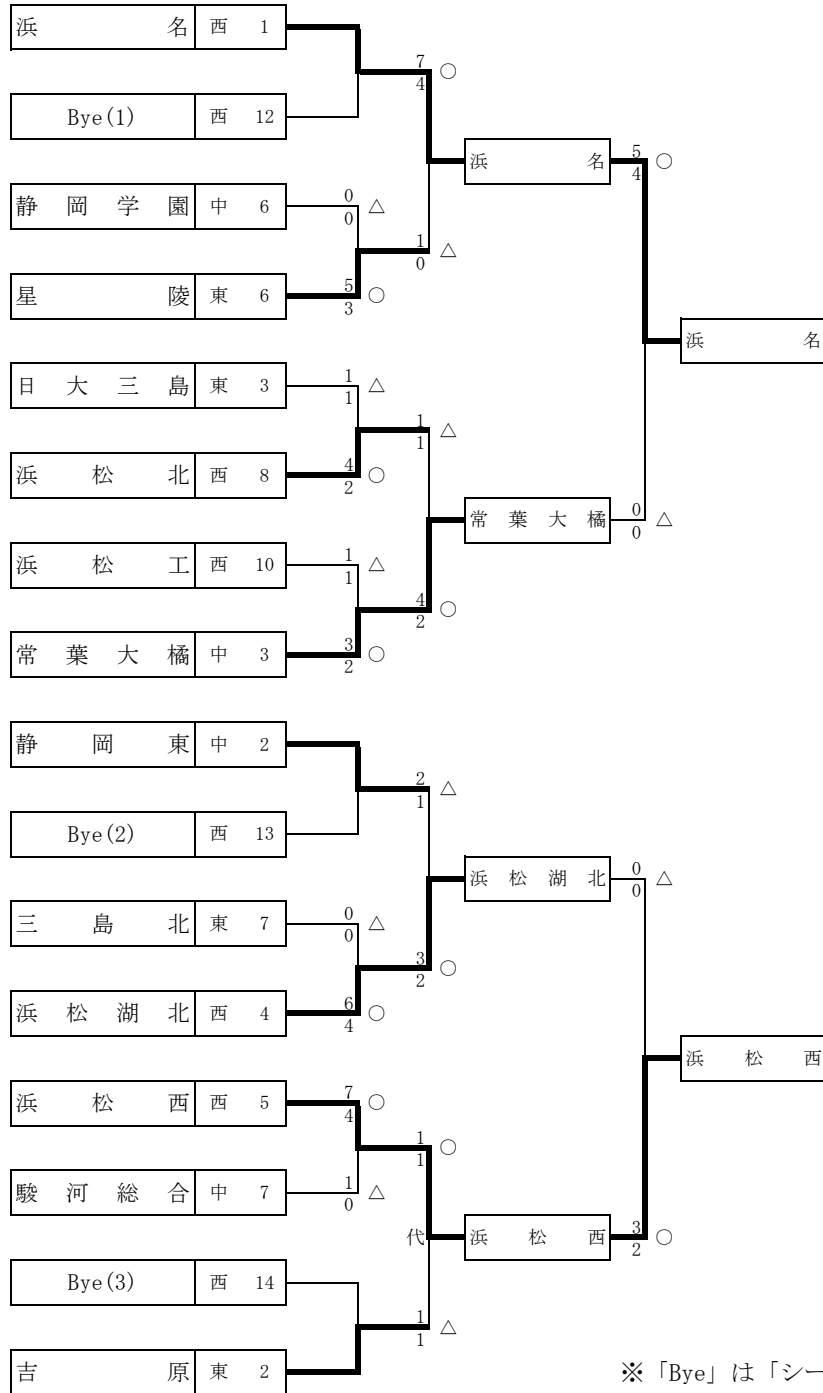 浜名 西 1
7
4 ○
Bye(1) 西 12
浜名 5 ○
4
静岡学園 中 6 0 △
0
1 △
0
星陵 東 6 5 ○
3
浜名
日大三島 東 3 1 △
1
1 △
1
浜松北 西 8 4 ○
2
常葉大橘 0 △
0
浜松工 西 10 1 △
1
4 ○
2
常葉大橘 中 3 3 ○
2
静岡東 中 2
2 △
1
Bye(2) 西 13
浜松湖北 0 △
0
三島北 東 7 0 △
0
3 ○
2
浜松湖北 西 4 6 ○
4
浜松西
浜松西 西 5 7 ○
4
1 ○
1
駿河総合 中 7 1 △
0
代 浜松西 3 ○
2
Bye(3) 西 14
1 △
1
吉原 東 2
※「Bye」は「シー